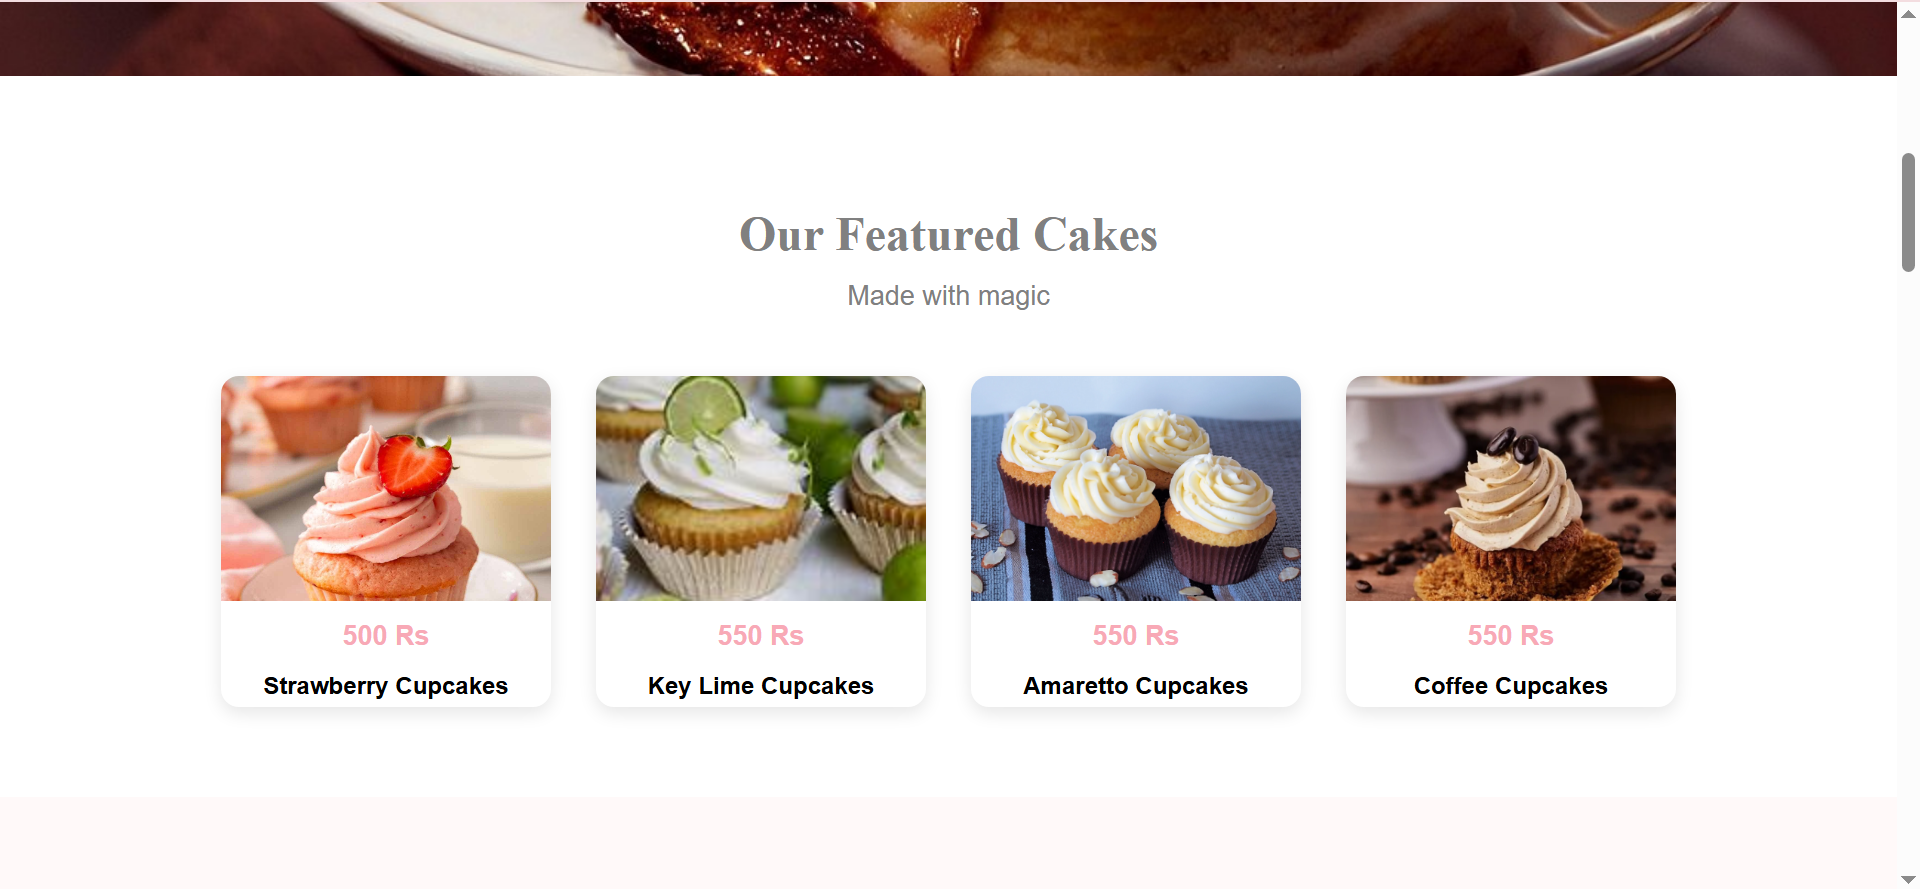 Our Featured Cakes
Made with magic
500 Rs
Strawberry Cupcakes
550 Rs
Key Lime Cupcakes
550 Rs
Amaretto Cupcakes
550 Rs
Coffee Cupcakes